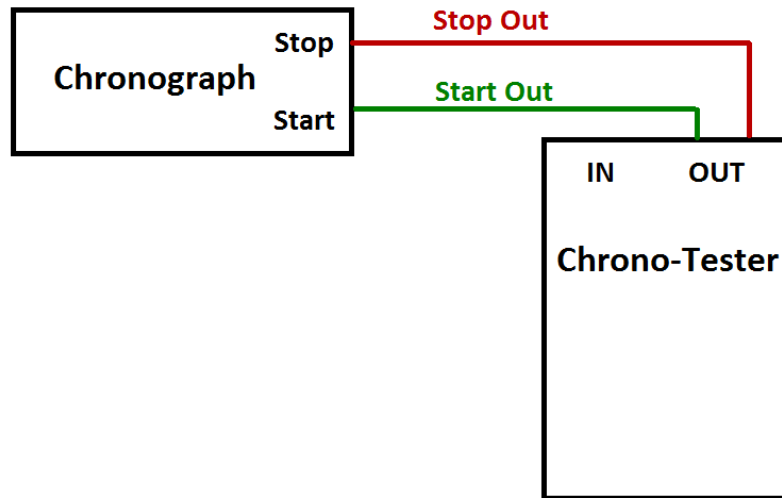 Stop Out
Stop
Chronograph
Start Out
Start
IN OUT
Chrono-Tester